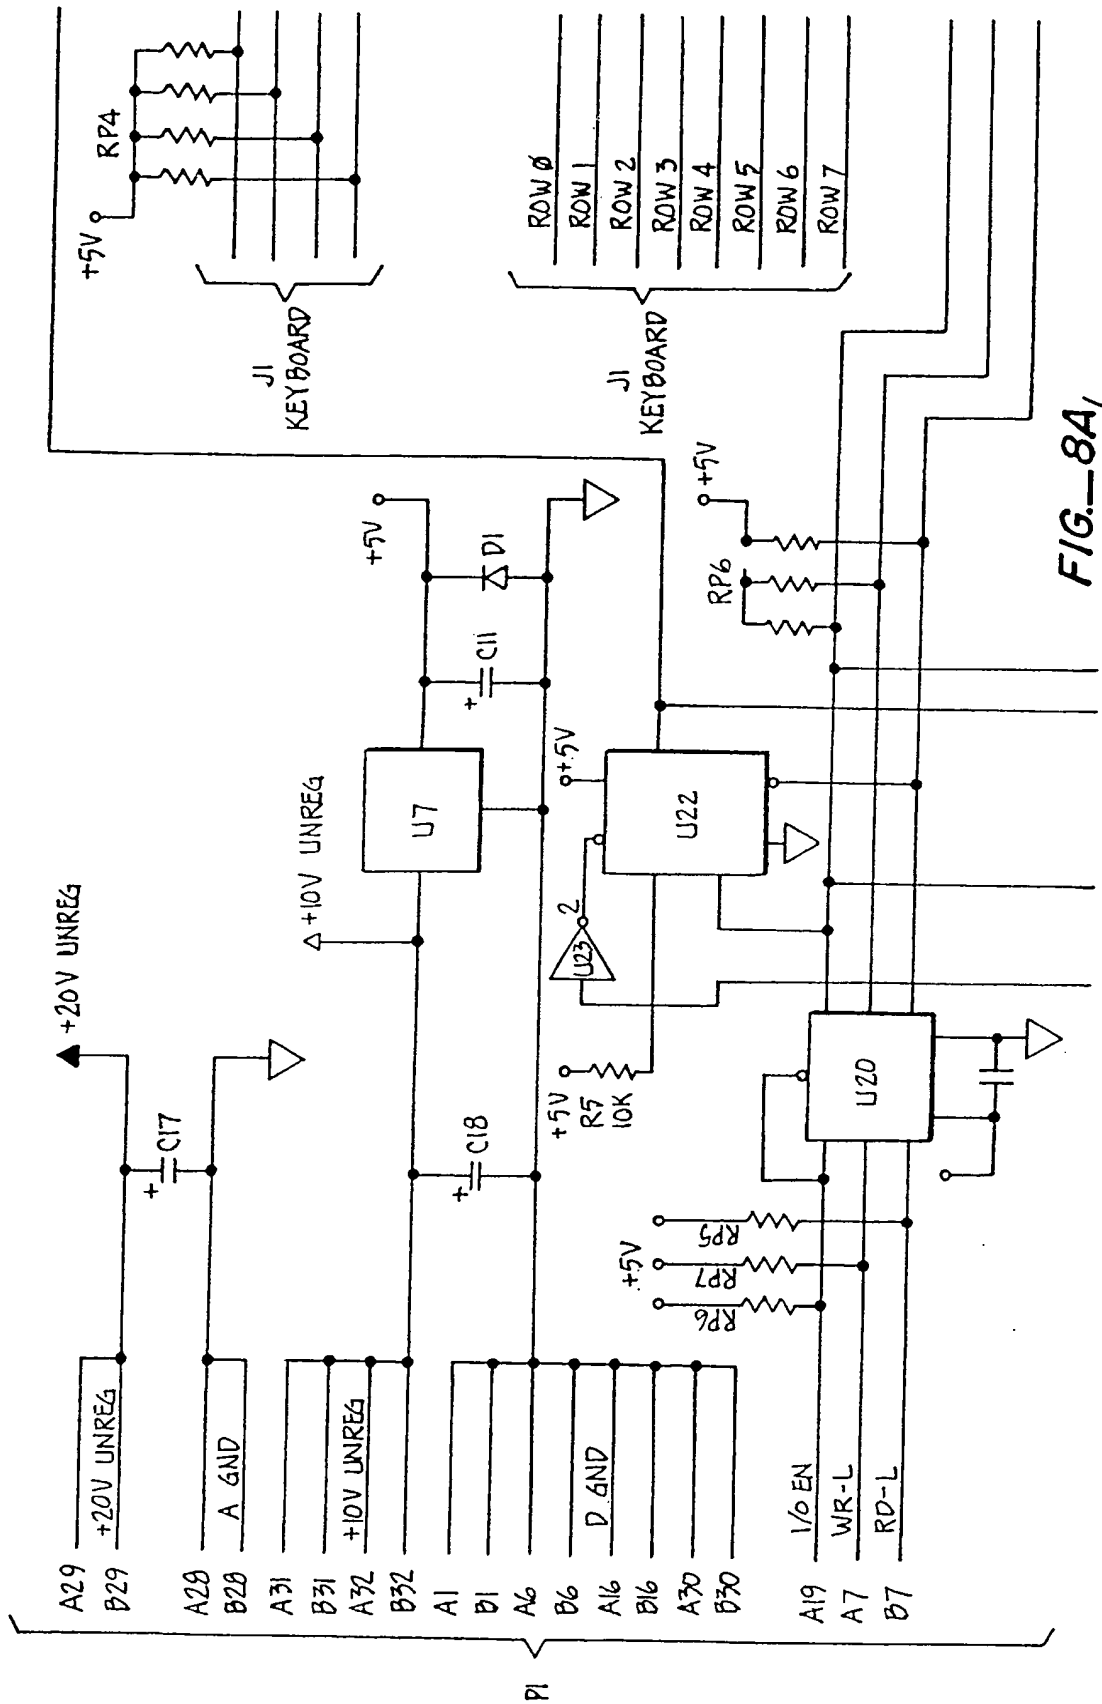 P1
A29
B29
+20V UNREG
A28
B28
A GND
A31
B31
A32
B32
+10V UNREG
A1
B1
A6
B6
A16
B16
A30
B30
D. GND
A19
A7
B7
I/O EN
WR-L
RD-L
+20V UNREG
+
C17
+10V UNREG
+
C18
U7
+
C11
D1
+5V
+5V
R5
10K
U23
2
+5V
U22
+5V
RP6
RP7
RP5
U20
RP6
+5V
+5V
RP4
J1
KEYBOARD
J1
KEYBOARD
ROW 0
ROW 1
ROW 2
ROW 3
ROW 4
ROW 5
ROW 6
ROW 7
FIG.—8A,